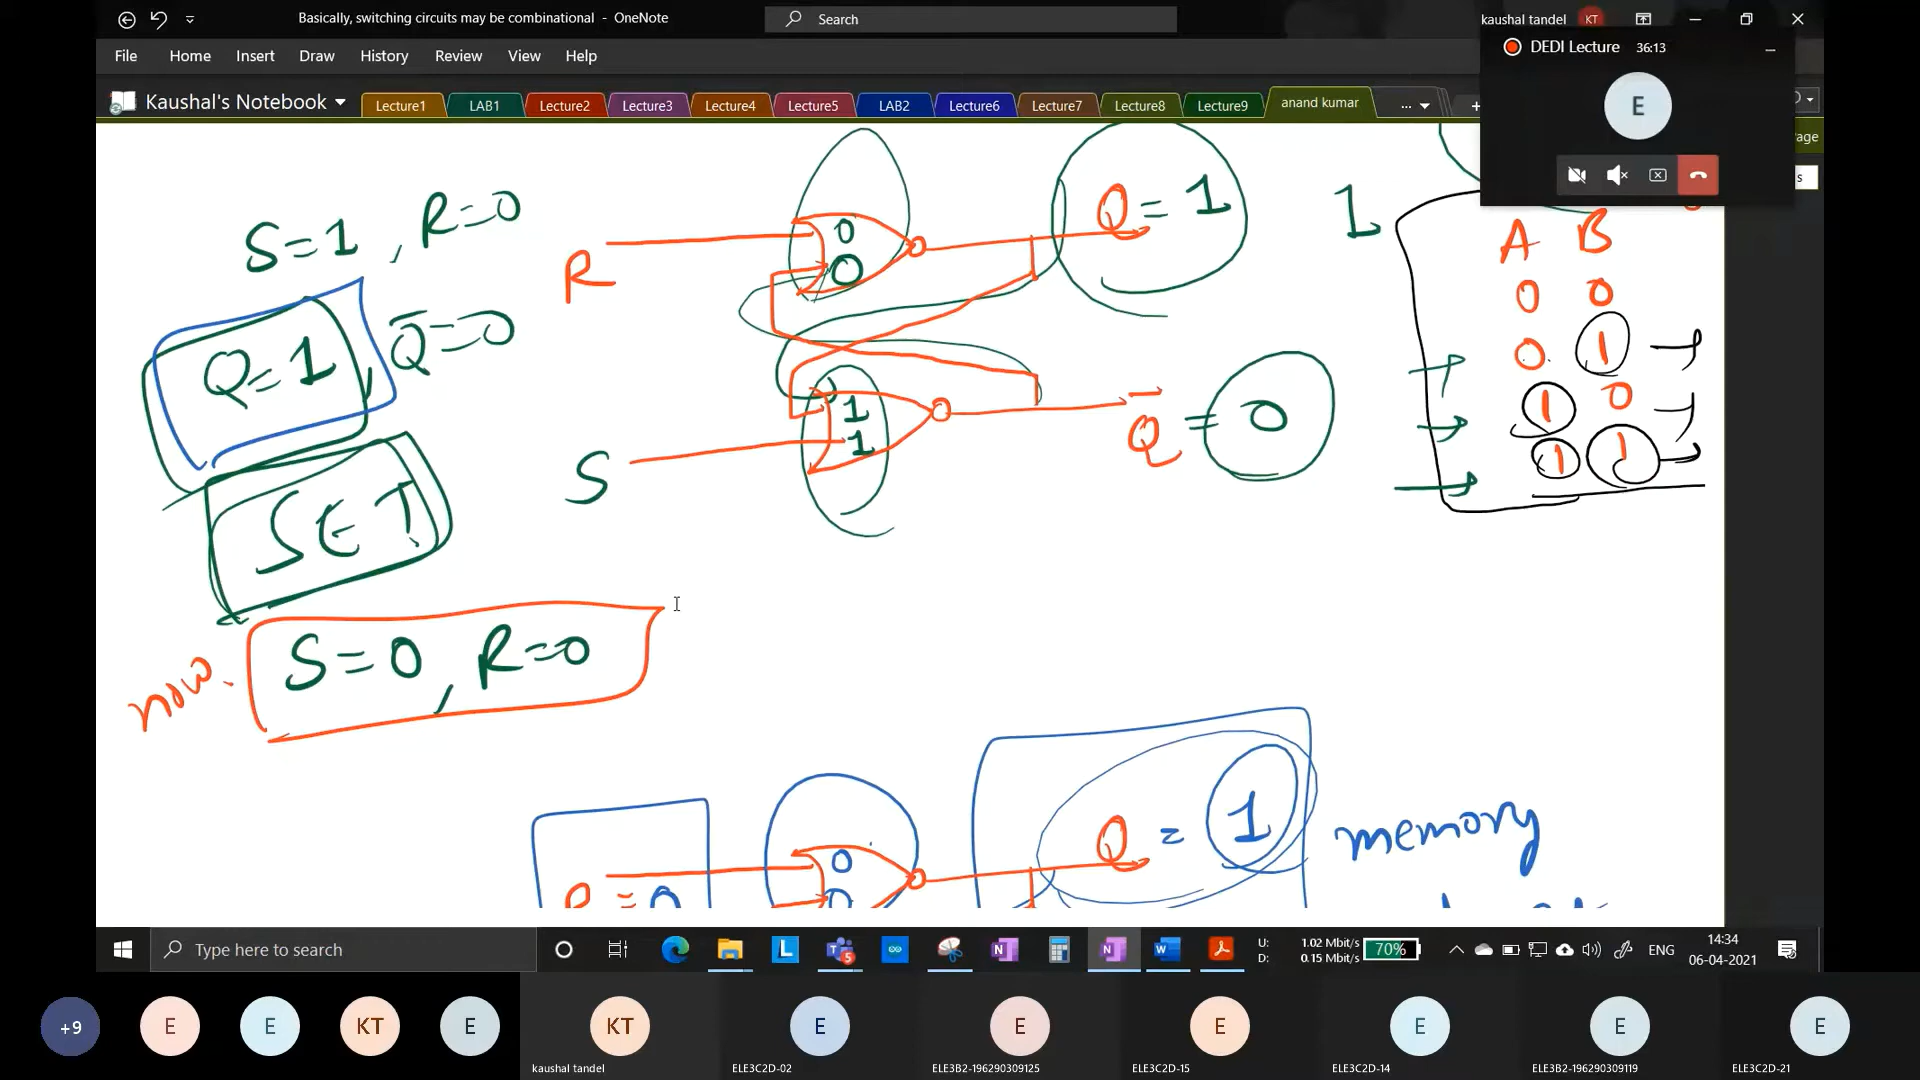 Basically, switching circuits may be combinational - OneNote
Search
kaushal tandel KT
DEDI Lecture 36:13
E
File Home Insert Draw History Review View Help
Kaushal's Notebook
Lecture1 LAB1 Lecture2 Lecture3 Lecture4 Lecture5 LAB2 Lecture6 Lecture7 Lecture8 Lecture9 anand kumar ... +
S=1, R=0
Q=1, Q̅=0
SET
R
0
0
Q = 1
1
S
1
1
Q̅ = 0
A B
0 0
0 1
1 0
1 1
now. S=0, R=0
0
Q = 1
memory
R = 0
Type here to search
U: 1.02 Mbit/s
D: 0.15 Mbit/s
70%
ENG
14:34
06-04-2021
+9 E E KT E KT E E E E E E
kaushal tandel ELE3C2D-02 ELE3B2-196290309125 ELE3C2D-15 ELE3C2D-14 ELE3B2-196290309119 ELE3C2D-21